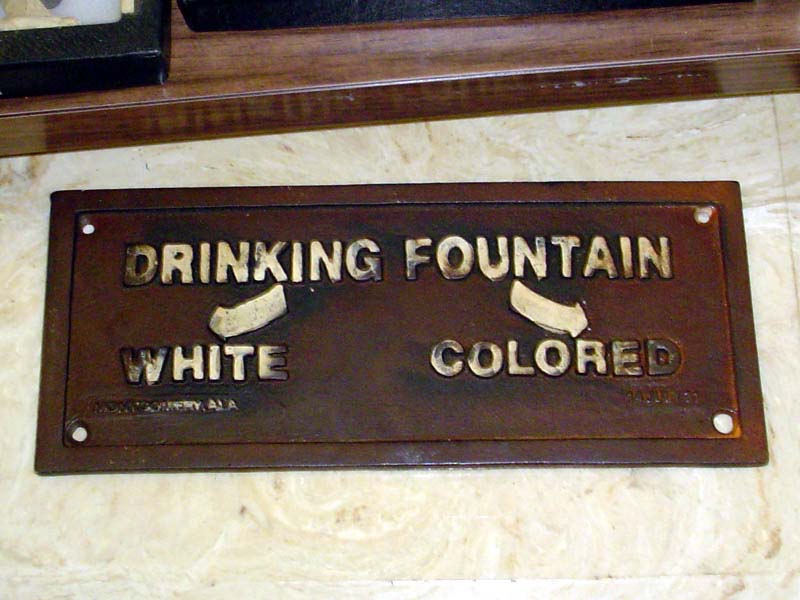 DRINKING FOUNTAIN
WHITE COLORED
MONTGOMERY, ALA